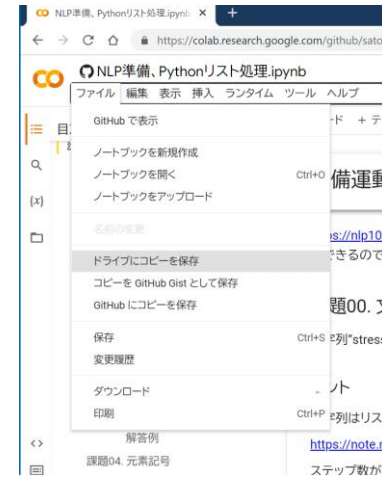 NLP準備、Pythonリスト処理.ipynb ×
+
https://colab.research.google.com/github/sato
NLP準備、Pythonリスト処理.ipynb
ファイル 編集 表示 挿入 ランタイム ツール ヘルプ
GitHub で表示
ード + テ
目
ノートブックを新規作成
ノートブックを開く Ctrl+O
備運動
ノートブックをアップロード
{x}
名前の変更
s://nlp10
ドライブにコピーを保存
できるので
コピーを GitHub Gist として保存
GitHub にコピーを保存
題00. 文
保存 Ctrl+S
字列"stress
変更履歴
ダウンロード
ント
印刷 Ctrl+P
字列はリス
解答例
<>
https://note.n
課題04. 元素記号
ステップ数が